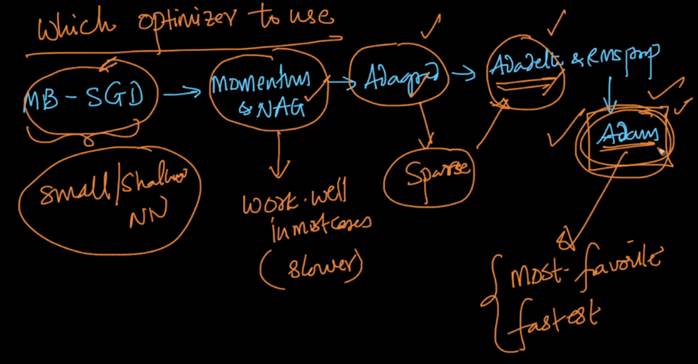 Which optimizer to use
MB-SGD
Momentum
& NAG
Adagrad
Adadelt & RMSprop
Adam
small/Shallow
NN
work well
in most cases
(slower)
Sparse
most-favorite
fastest